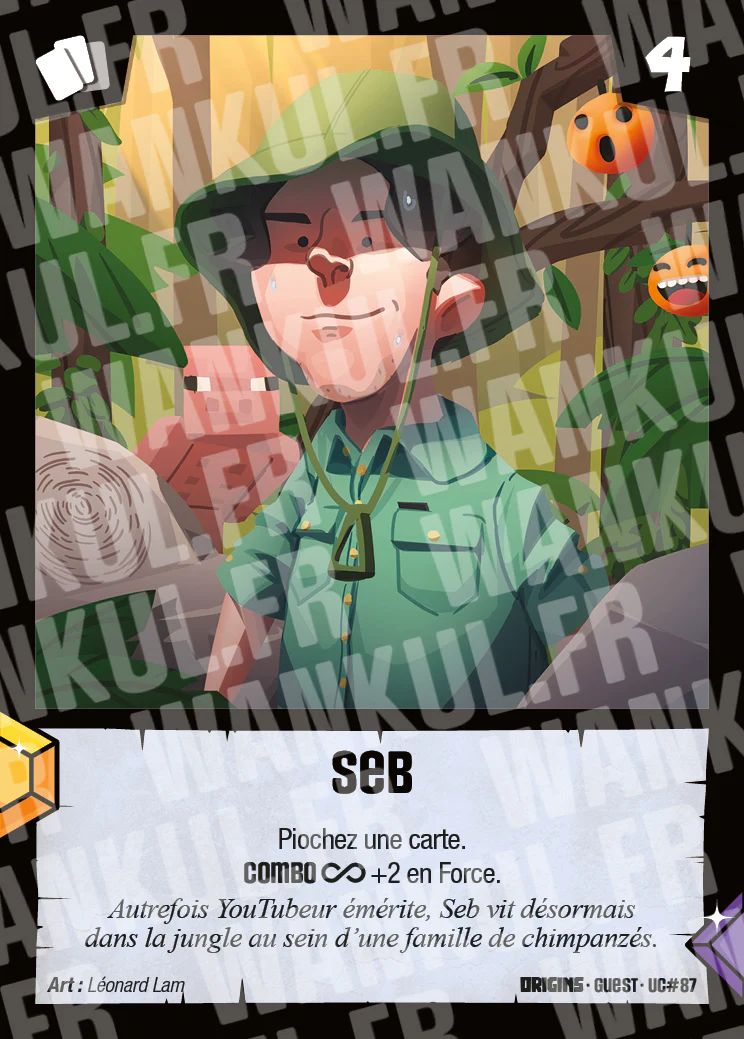 4
SEB
Piochez une carte.
COMBO ∞ +2 en Force.
Autrefois YouTubeur émérite, Seb vit désormais
dans la jungle au sein d'une famille de chimpanzés.
Art : Léonard Lam
ORIGINS · GUEST · UC#87
WANKUL.FR